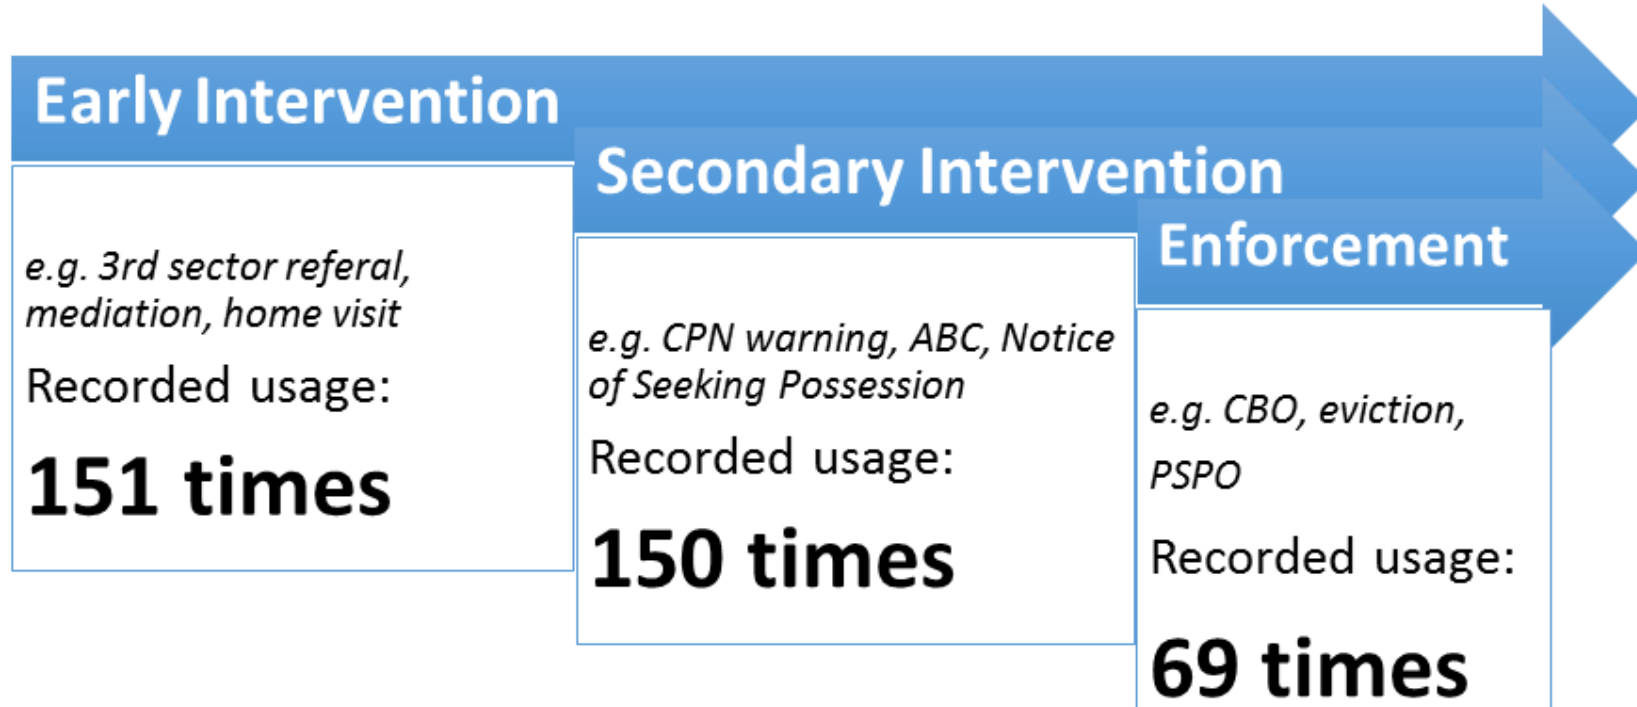 Early Intervention
e.g. 3rd sector referal,
mediation, home visit
Recorded usage:
151 times
Secondary Intervention
e.g. CPN warning, ABC, Notice
of Seeking Possession
Recorded usage:
150 times
Enforcement
e.g. CBO, eviction,
PSPO
Recorded usage:
69 times